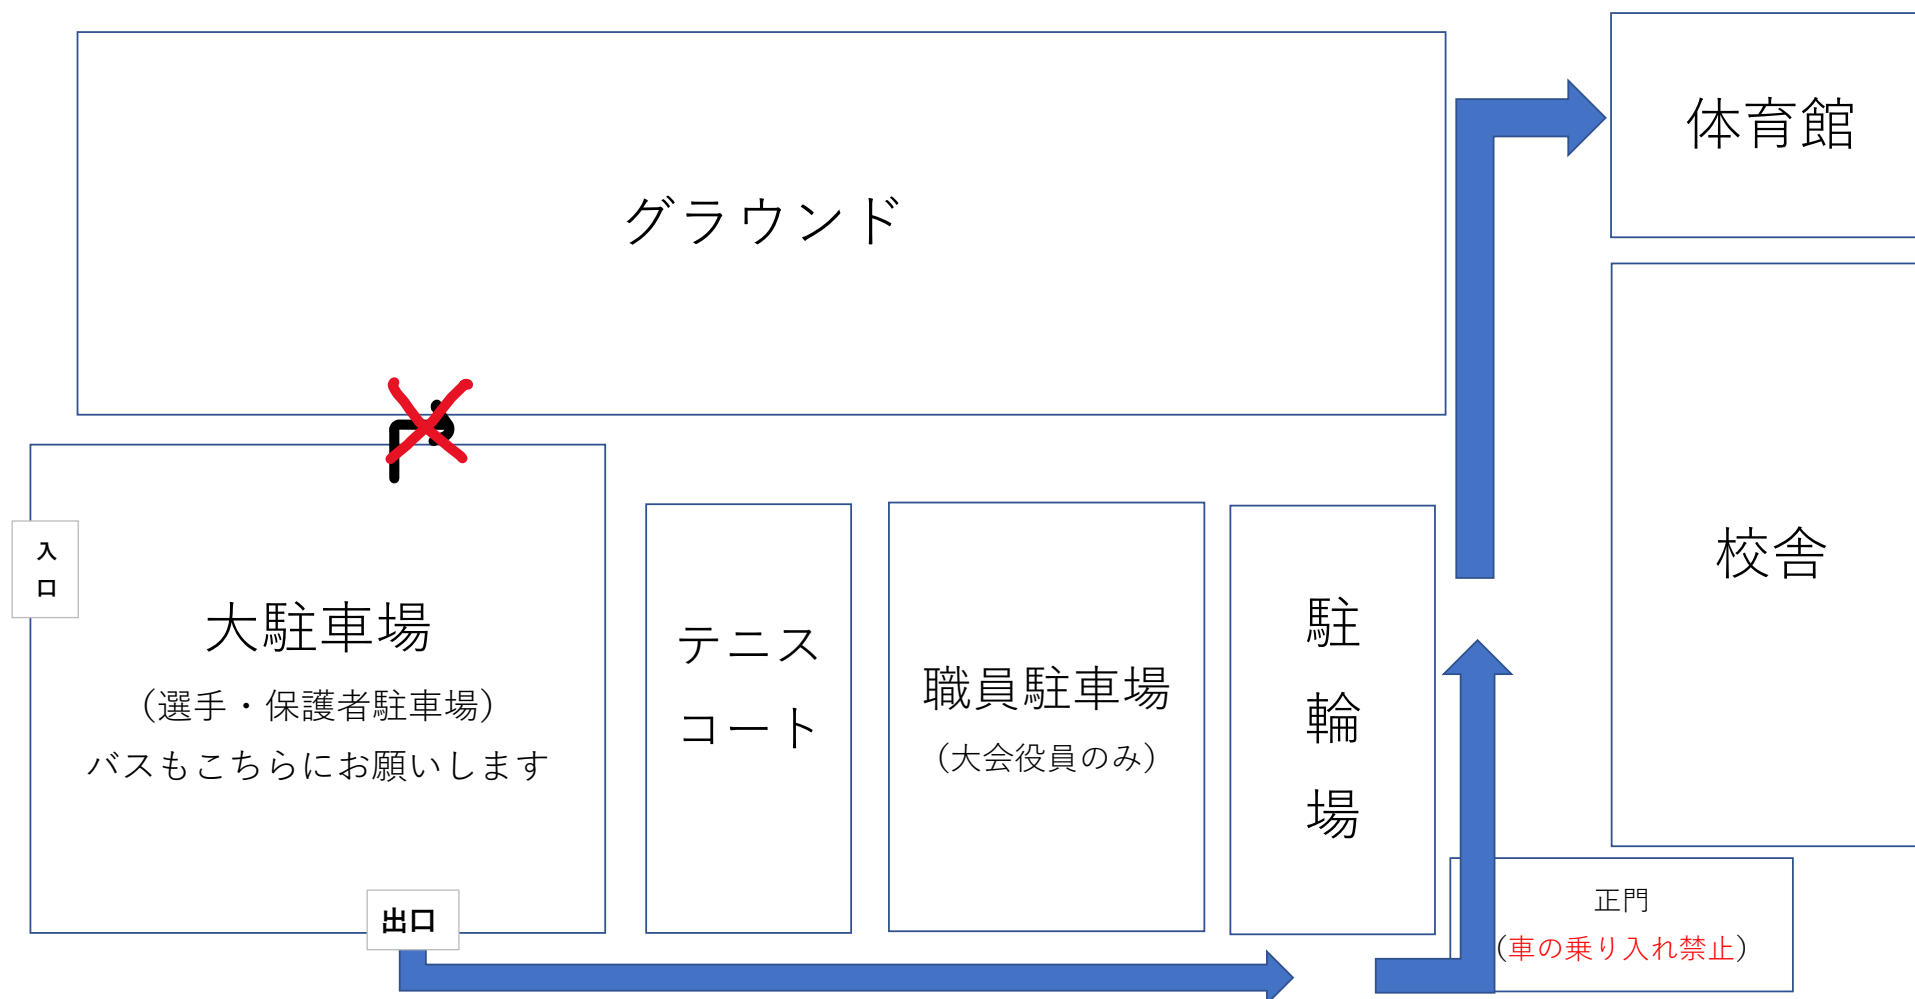 体育館
グラウンド
校舎
入
口
大駐車場
（選手・保護者駐車場）
バスもこちらにお願いします
テニス
コート
職員駐車場
（大会役員のみ）
駐
輪
場
出口
正門
（車の乗り入れ禁止）